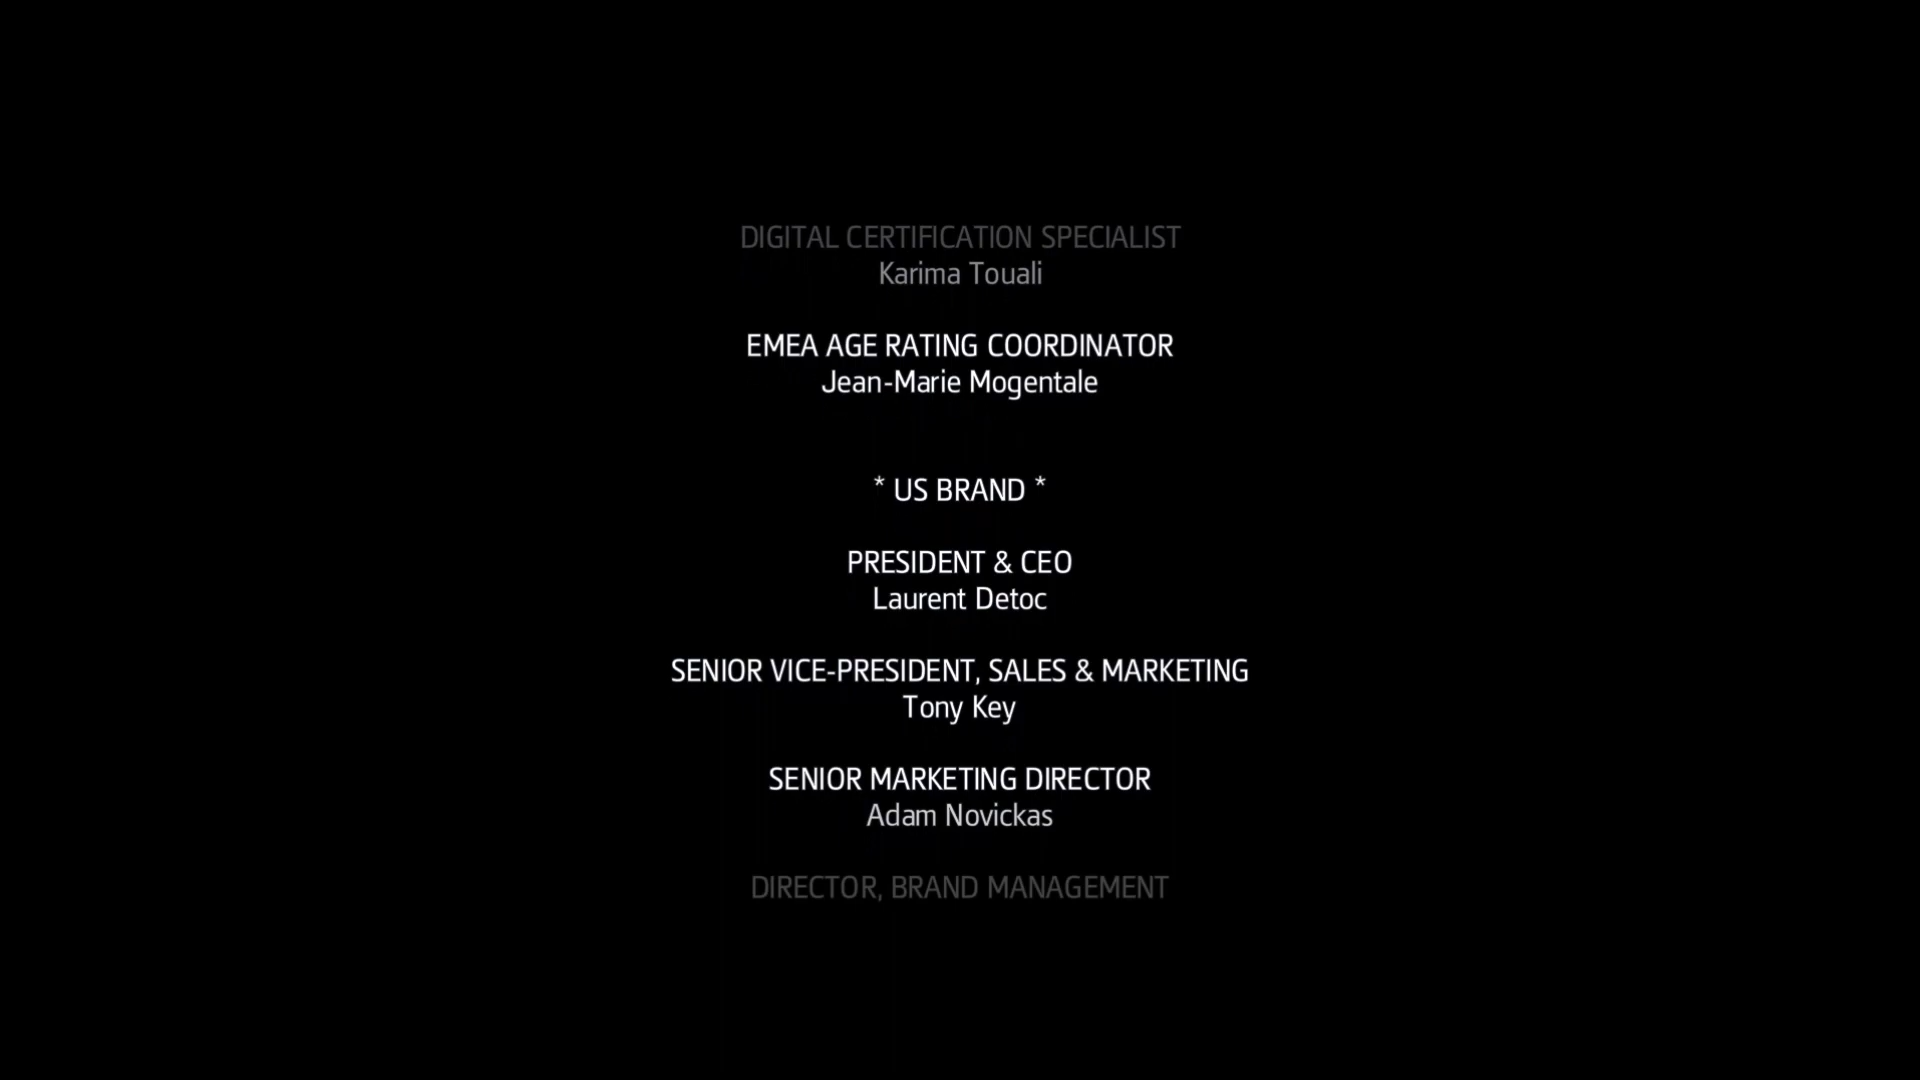 DIGITAL CERTIFICATION SPECIALIST
Karima Touali
EMEA AGE RATING COORDINATOR
Jean-Marie Mogentale
* US BRAND *
PRESIDENT & CEO
Laurent Detoc
SENIOR VICE-PRESIDENT, SALES & MARKETING
Tony Key
SENIOR MARKETING DIRECTOR
Adam Novickas
DIRECTOR, BRAND MANAGEMENT